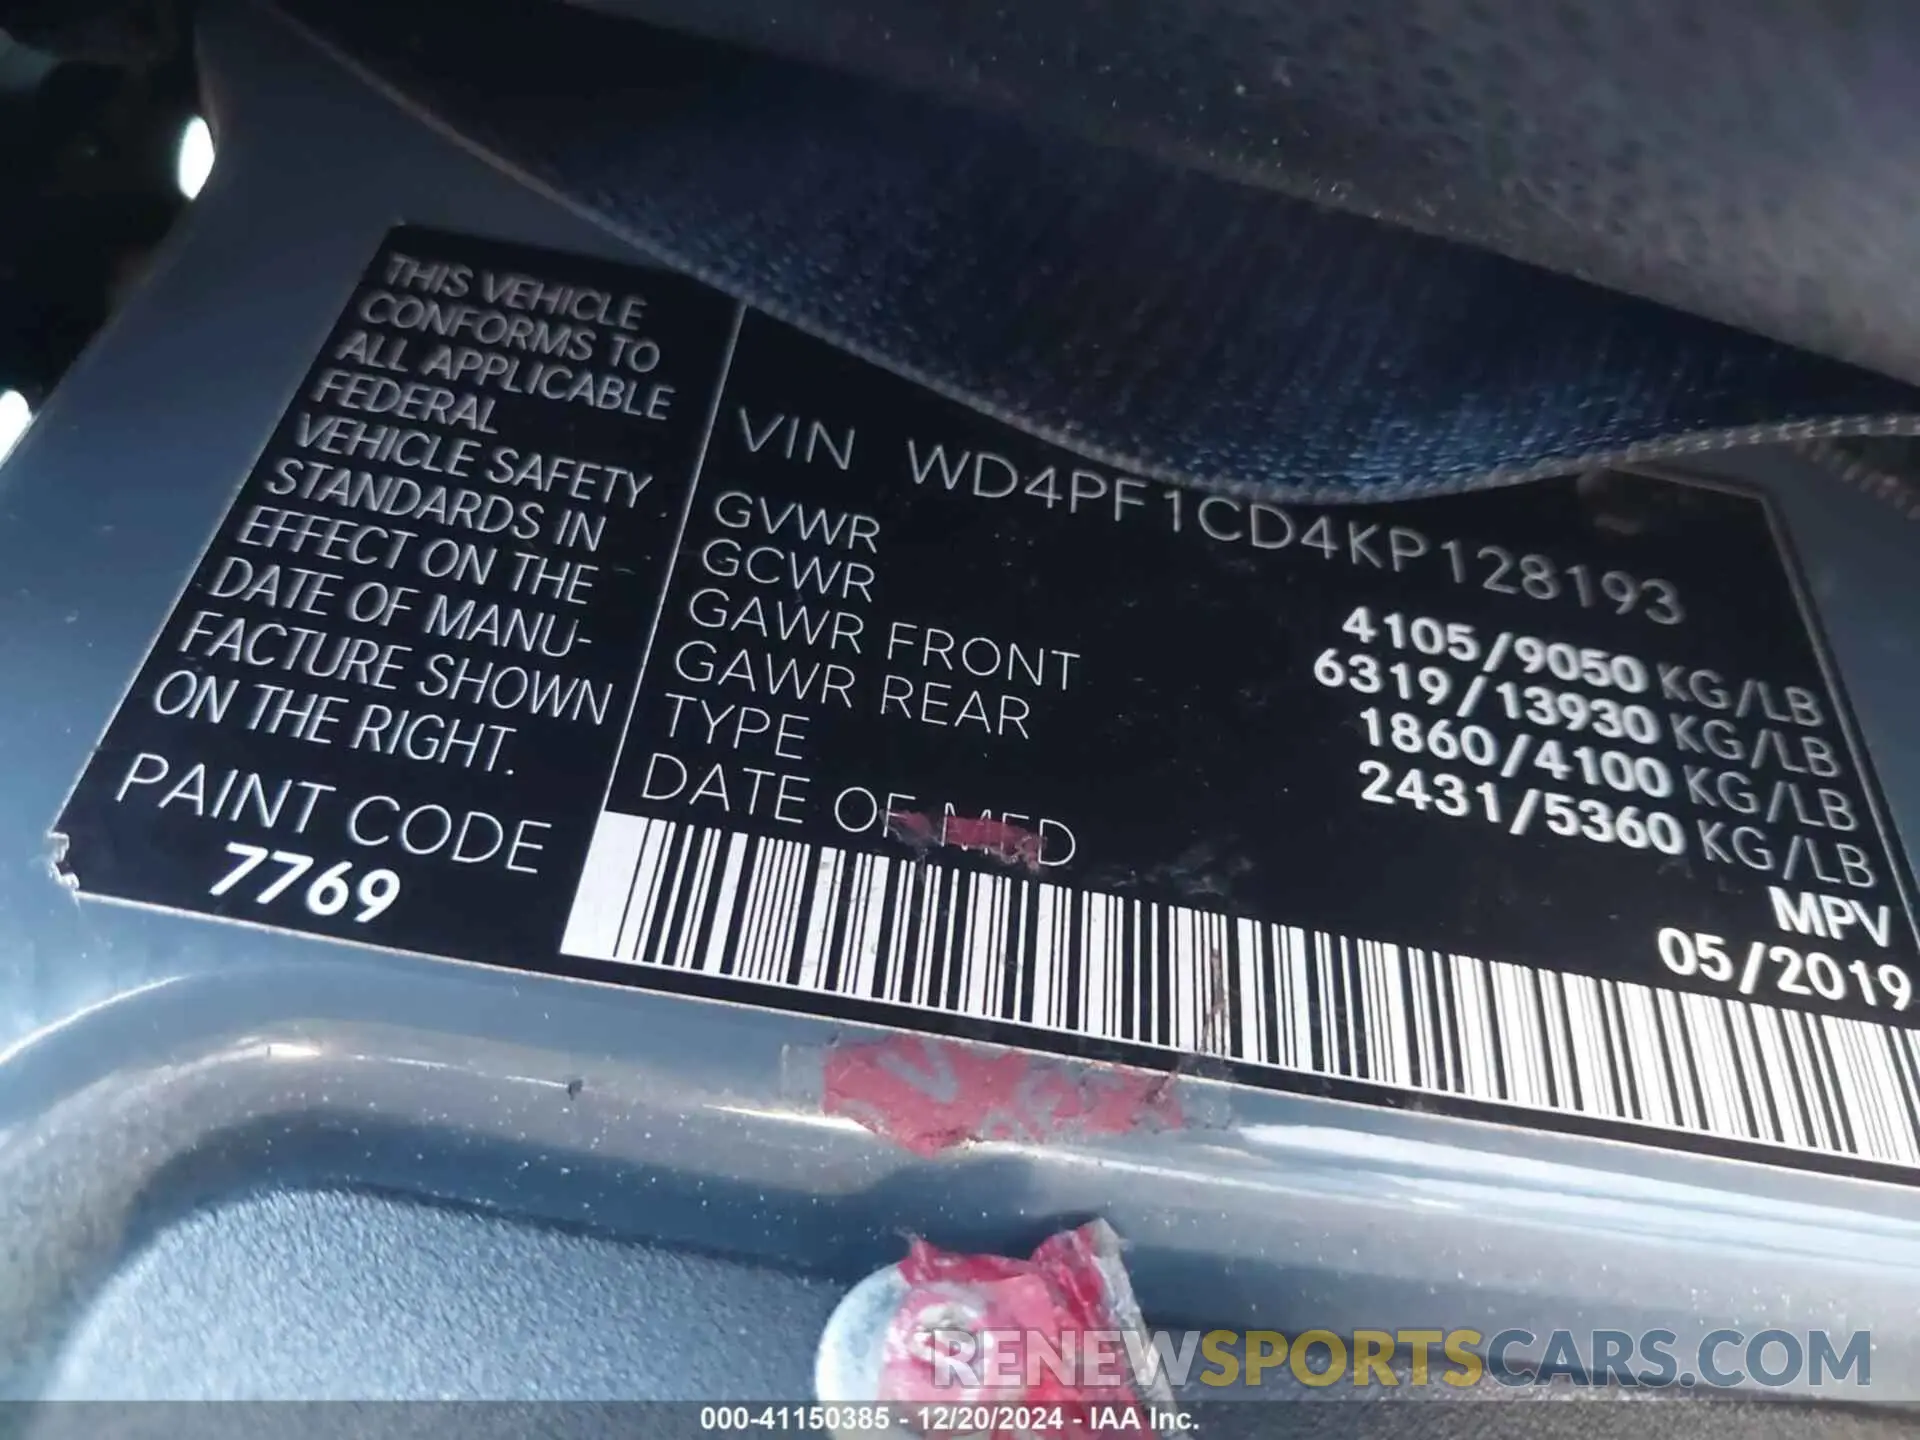 THIS VEHICLE
CONFORMS TO
ALL APPLICABLE
FEDERAL
VEHICLE SAFETY
STANDARDS IN
EFFECT ON THE
DATE OF MANU-
FACTURE SHOWN
ON THE RIGHT.
PAINT CODE
7769
VIN WD4PF1CD4KP128193
GVWR 4105/9050 KG/LB
GCWR 6319/13930 KG/LB
GAWR FRONT 1860/4100 KG/LB
GAWR REAR 2431/5360 KG/LB
TYPE MPV
DATE OF MFD 05/2019
RENEWSPORTSCARS.COM
000-41150385 - 12/20/2024 - IAA Inc.